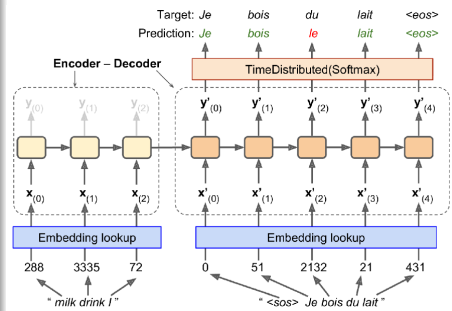 Target: Je bois du lait <eos>
Prediction: Je bois le lait <eos>
Encoder – Decoder
TimeDistributed(Softmax)
y(0) y(1) y(2) y'(0) y'(1) y'(2) y'(3) y'(4)
x(0) x(1) x(2) x'(0) x'(1) x'(2) x'(3) x'(4)
Embedding lookup Embedding lookup
288 3335 72 0 51 2132 21 431
" milk drink I " " <sos> Je bois du lait "